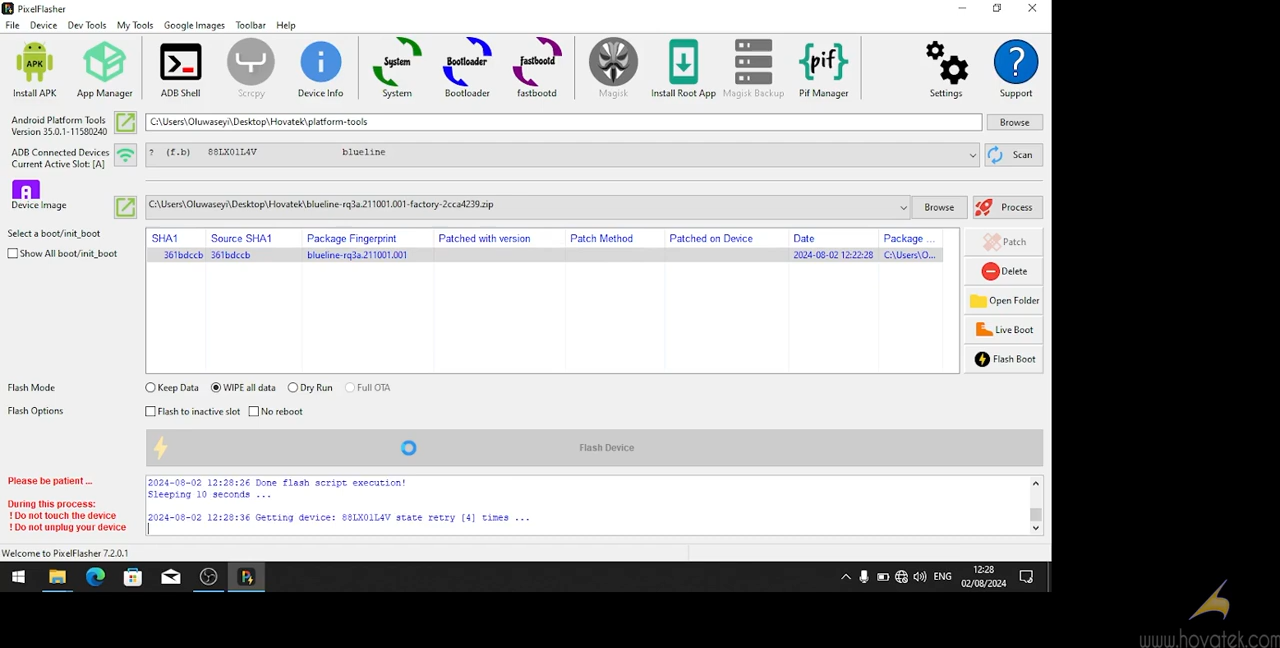 PixelFlasher
File Device Dev Tools My Tools Google Images Toolbar Help
APK System Bootloader Fastbootd {pif} ?
Install APK App Manager ADB Shell Scrcpy Device Info System Bootloader fastbootd Magisk Install Root App Magisk Backup Pif Manager Settings Support
Android Platform Tools
Version 35.0.1-11580240
C:\Users\Oluwaseyi\Desktop\Hovatek\platform-tools Browse
ADB Connected Devices
Current Active Slot: [A]
? (f.b) 88LX01L4V blueline Scan
Device Image
C:\Users\Oluwaseyi\Desktop\Hovatek\blueline-rq3a.211001.001-factory-2cca4239.zip Browse Process
Select a boot/init_boot
Show All boot/init_boot
SHA1 Source SHA1 Package Fingerprint Patched with version Patch Method Patched on Device Date Package ...
361bdccb 361bdccb blueline-rq3a.211001.001 2024-08-02 12:22:28 C:\Users\O...
Patch
Delete
Open Folder
Live Boot
Flash Boot
Flash Mode Keep Data WIPE all data Dry Run Full OTA
Flash Options Flash to inactive slot No reboot
Flash Device
Please be patient ...
During this process:
! Do not touch the device
! Do not unplug your device
2024-08-02 12:28:26 Done flash script execution!
Sleeping 10 seconds ...
2024-08-02 12:28:36 Getting device: 88LX01L4V state retry [4] times ...
Welcome to PixelFlasher 7.2.0.1
ENG 12:28
02/08/2024
www.hovatek.com